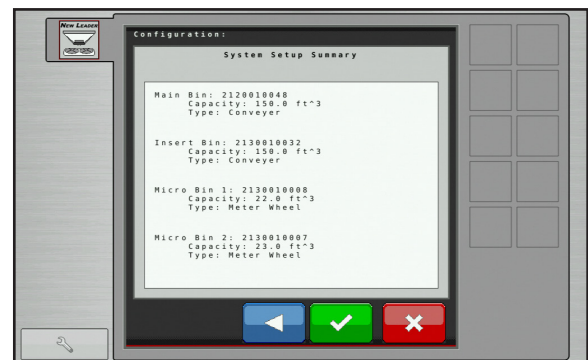 NEW LEADER
Configuration:
System Setup Summary
Main Bin: 2120010048
Capacity: 150.0 ft^3
Type: Conveyer
Insert Bin: 2130010032
Capacity: 150.0 ft^3
Type: Conveyer
Micro Bin 1: 2130010008
Capacity: 22.0 ft^3
Type: Meter Wheel
Micro Bin 2: 2130010007
Capacity: 23.0 ft^3
Type: Meter Wheel